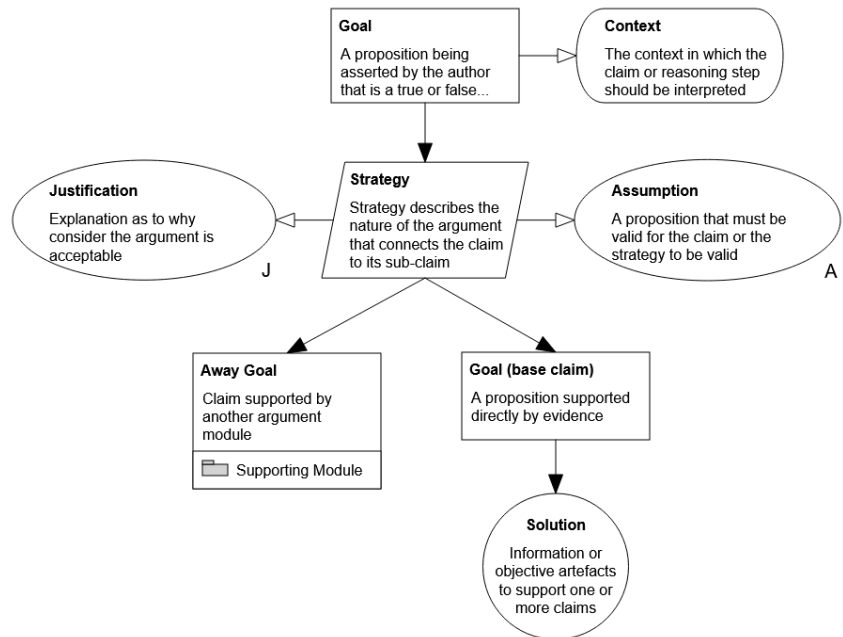 Goal
A proposition being
asserted by the author
that is a true or false...
Context
The context in which the
claim or reasoning step
should be interpreted
Justification
Explanation as to why
consider the argument is
acceptable
J
Strategy
Strategy describes the
nature of the argument
that connects the claim
to its sub-claim
Assumption
A proposition that must be
valid for the claim or the
strategy to be valid
A
Away Goal
Claim supported by
another argument
module
Supporting Module
Goal (base claim)
A proposition supported
directly by evidence
Solution
Information or
objective artefacts
to support one or
more claims